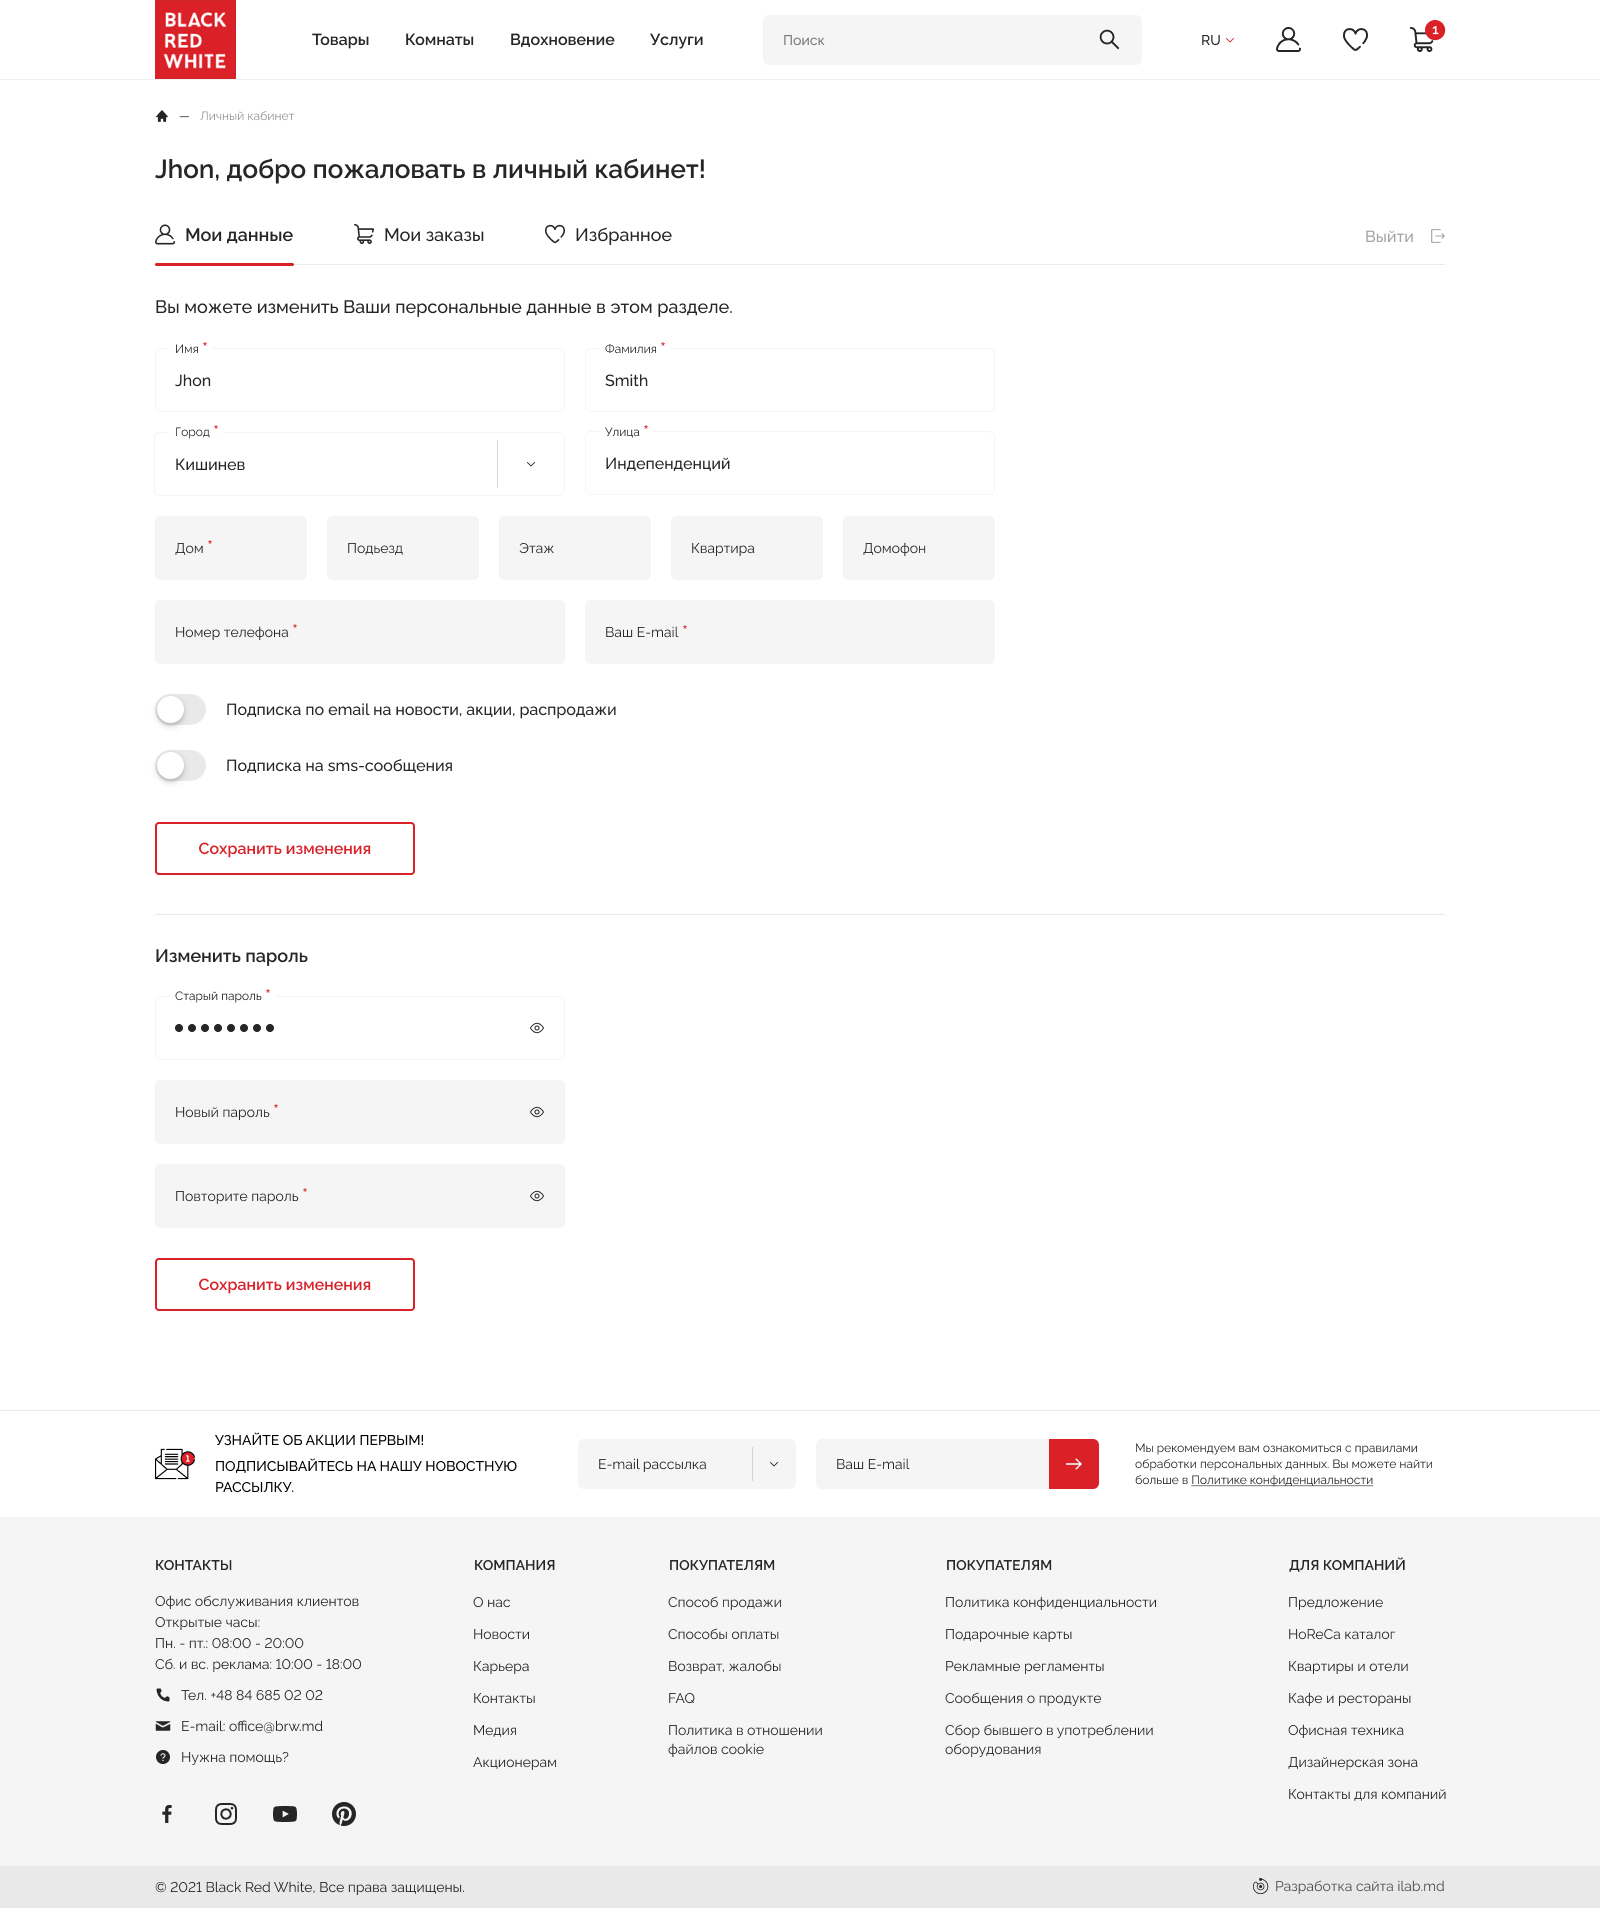 BLACK
RED
WHITE
Товары
Комнаты
Вдохновение
Услуги
Поиск
RU
1
— Личный кабинет
Jhon, добро пожаловать в личный кабинет!
Мои данные
Мои заказы
Избранное
Выйти
Вы можете изменить Ваши персональные данные в этом разделе.
Имя *
Jhon
Фамилия *
Smith
Город *
Кишинев
Улица *
Индепенденций
Дом *
Подьезд
Этаж
Квартира
Домофон
Номер телефона *
Ваш E-mail *
Подписка по email на новости, акции, распродажи
Подписка на sms-сообщения
Сохранить изменения
Изменить пароль
Старый пароль *
Новый пароль *
Повторите пароль *
Сохранить изменения
1
УЗНАЙТЕ ОБ АКЦИИ ПЕРВЫМ!
ПОДПИСЫВАЙТЕСЬ НА НАШУ НОВОСТНУЮ
РАССЫЛКУ.
E-mail рассылка
Ваш E-mail
Мы рекомендуем вам ознакомиться с правилами
обработки персональных данных. Вы можете найти
больше в Политике конфиденциальности
КОНТАКТЫ
Офис обслуживания клиентов
Открытые часы:
Пн. - пт.: 08:00 - 20:00
Сб. и вс. реклама: 10:00 - 18:00
Тел. +48 84 685 02 02
E-mail: office@brw.md
Нужна помощь?
КОМПАНИЯ
О нас
Новости
Карьера
Контакты
Медия
Акционерам
ПОКУПАТЕЛЯМ
Способ продажи
Способы оплаты
Возврат, жалобы
FAQ
Политика в отношении
файлов cookie
ПОКУПАТЕЛЯМ
Политика конфиденциальности
Подарочные карты
Рекламные регламенты
Сообщения о продукте
Сбор бывшего в употреблении
оборудования
ДЛЯ КОМПАНИЙ
Предложение
HoReCa каталог
Квартиры и отели
Кафе и рестораны
Офисная техника
Дизайнерская зона
Контакты для компаний
© 2021 Black Red White, Все права защищены.
Разработка сайта ilab.md